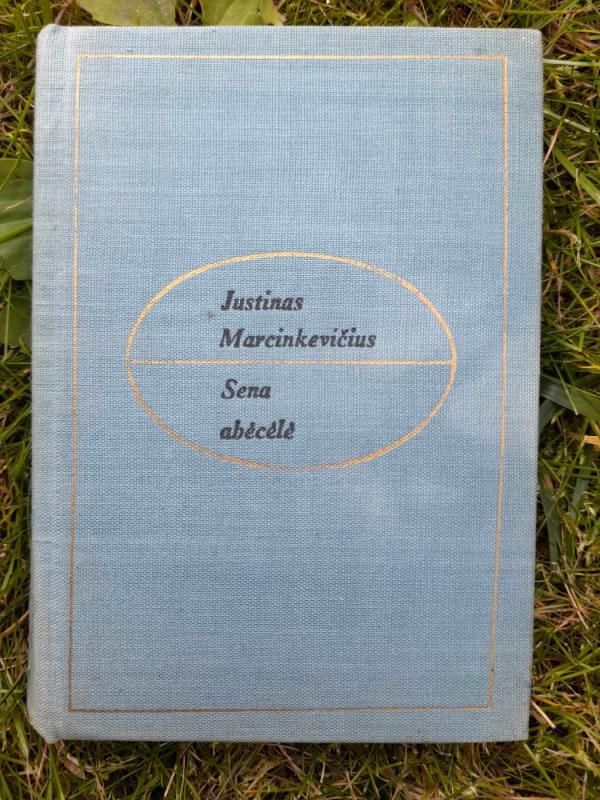 Justinas
Marcinkevičius
Sena
abėcėlė